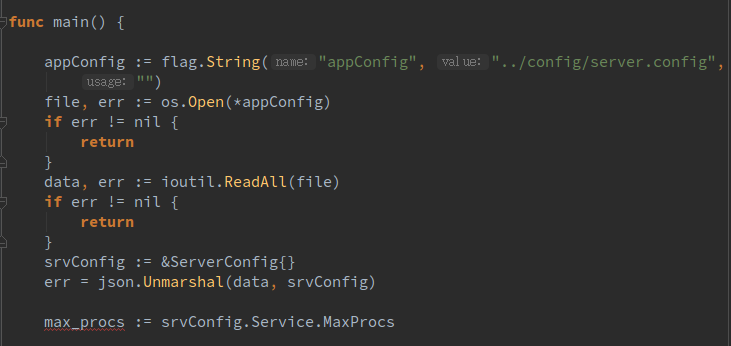 func main() {
appConfig := flag.String( name: "appConfig", value: "../config/server.config",
usage: "")
file, err := os.Open(*appConfig)
if err != nil {
return
}
data, err := ioutil.ReadAll(file)
if err != nil {
return
}
srvConfig := &ServerConfig{}
err = json.Unmarshal(data, srvConfig)
max_procs := srvConfig.Service.MaxProcs